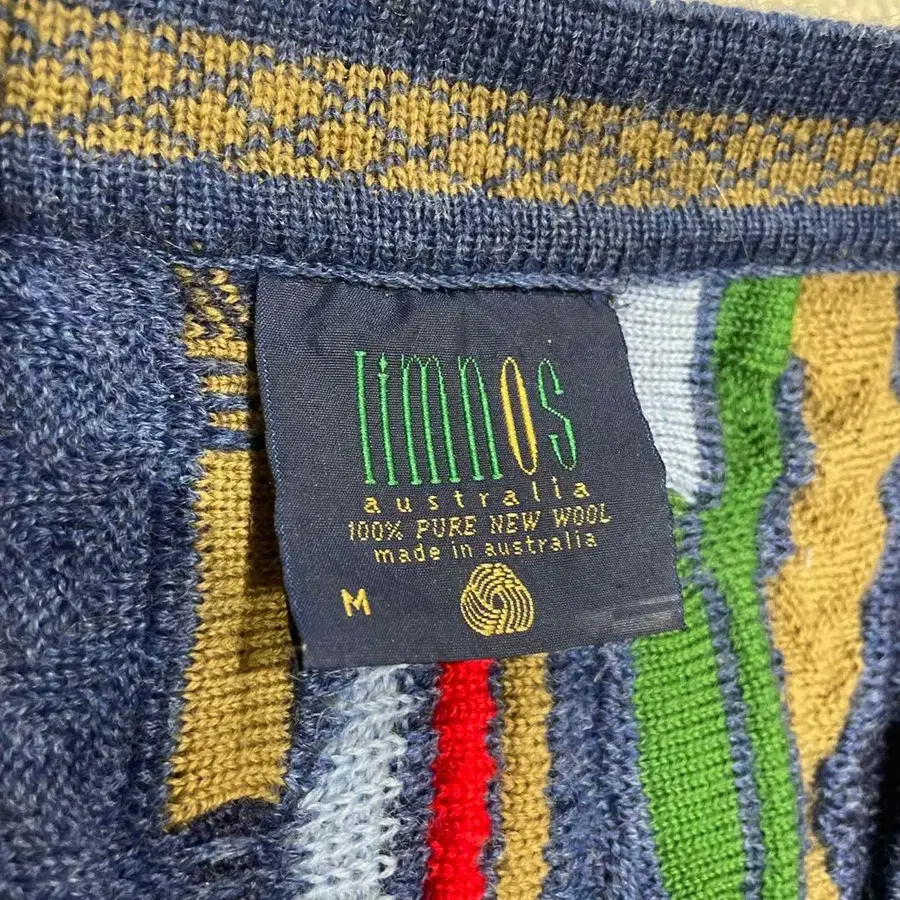 limnos
australia
100% PURE NEW WOOL
made in australia
M